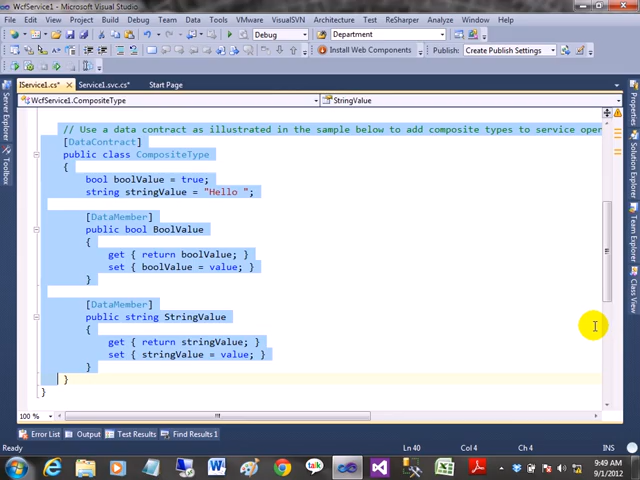 WcfService1 - Microsoft Visual Studio
File Edit View Project Build Debug Team Data Tools VMware VisualSVN Architecture Test ReSharper Analyze Window Help
Debug Department
Install Web Components Publish: Create Publish Settings
IService1.cs* Service1.svc.cs* Start Page
WcfService1.CompositeType StringValue
// Use a data contract as illustrated in the sample below to add composite types to service oper
[DataContract]
public class CompositeType
{
bool boolValue = true;
string stringValue = "Hello ";
[DataMember]
public bool BoolValue
{
get { return boolValue; }
set { boolValue = value; }
}
[DataMember]
public string StringValue
{
get { return stringValue; }
set { stringValue = value; }
}
}
}
Server Explorer
Toolbox
Properties
Solution Explorer
Team Explorer
Class View
100 %
Error List Output Test Results Find Results 1
Ready Ln 40 Col 4 Ch 4 INS
talk
9:49 AM
9/1/2012